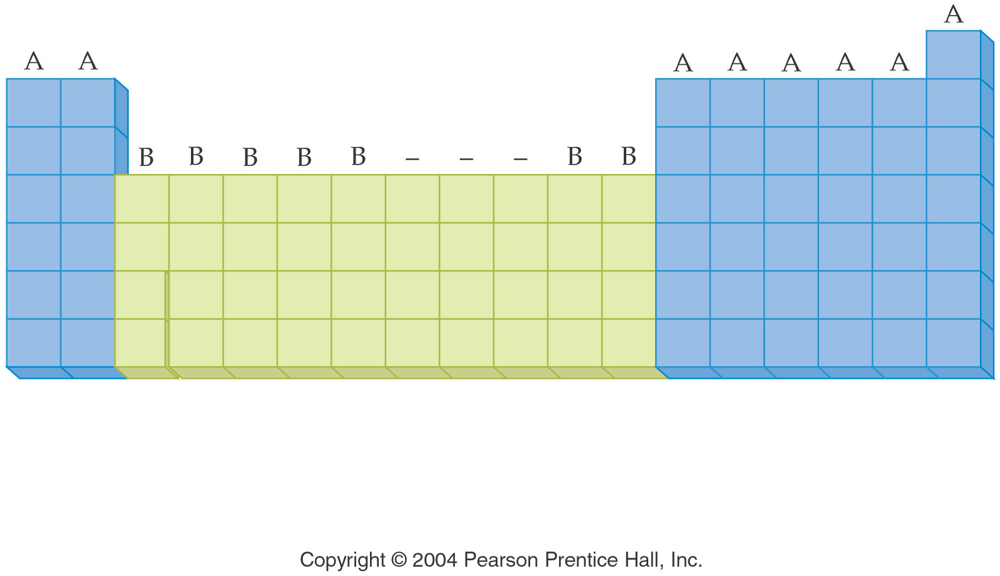 A
A A A A A A A
B B B B B – – – B B
Copyright © 2004 Pearson Prentice Hall, Inc.